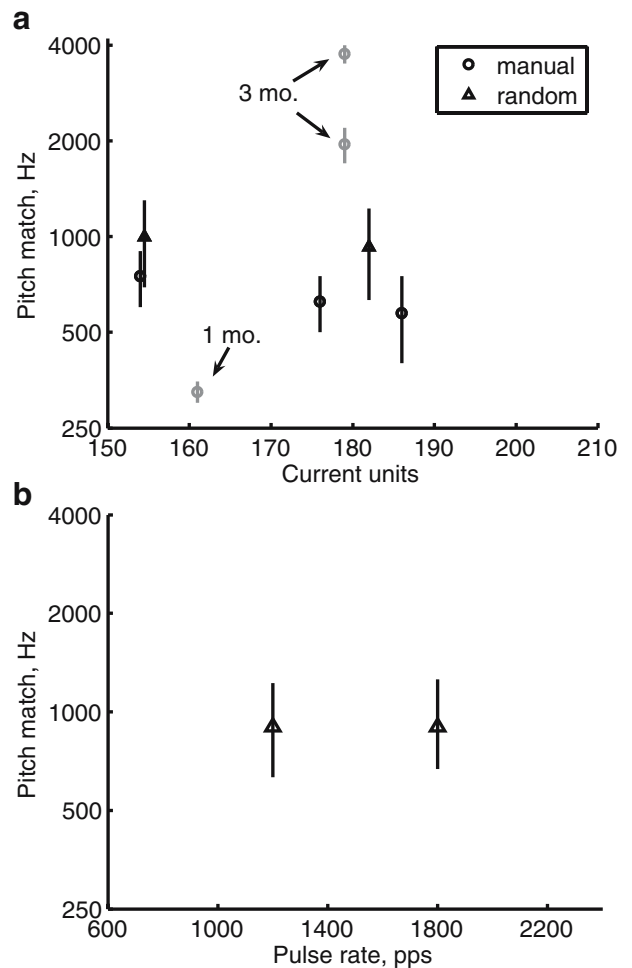 a
4000
2000
1000
500
250
Pitch match, Hz
3 mo.
1 mo.
manual
random
150 160 170 180 190 200 210
Current units
b
4000
2000
1000
500
250
Pitch match, Hz
600 1000 1400 1800 2200
Pulse rate, pps